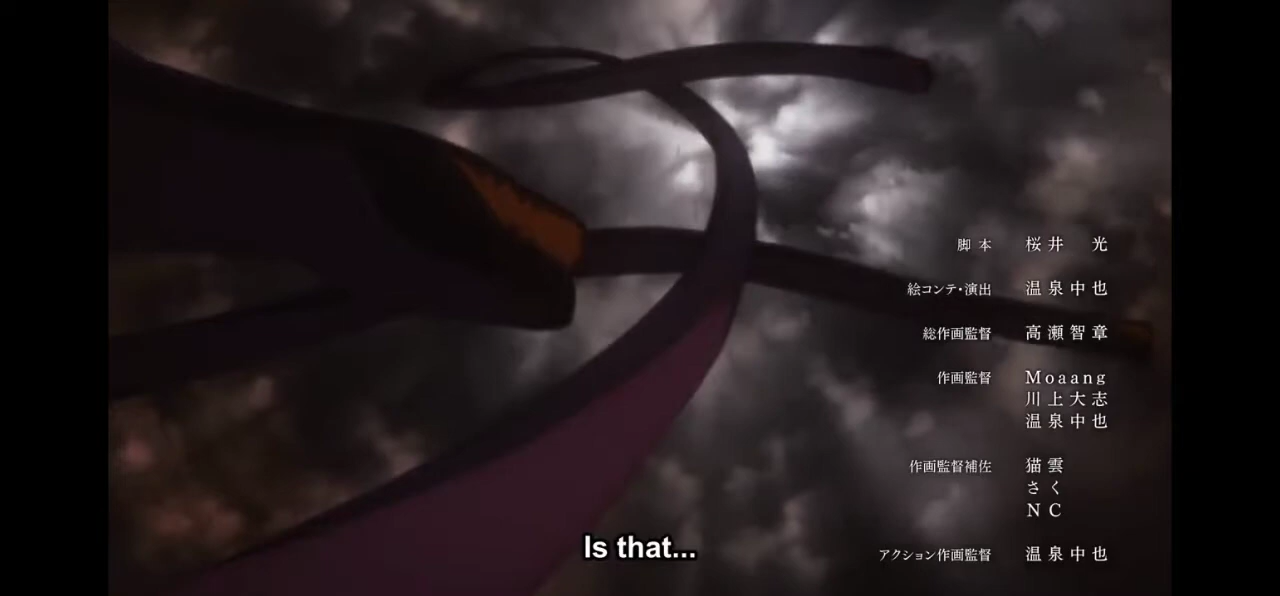 脚本 桜井 光
絵コンテ・演出 温泉中也
総作画監督 高瀬智章
作画監督 Moaang
川上大志
温泉中也
作画監督補佐 猫雲
さく
NC
Is that...
アクション作画監督 温泉中也